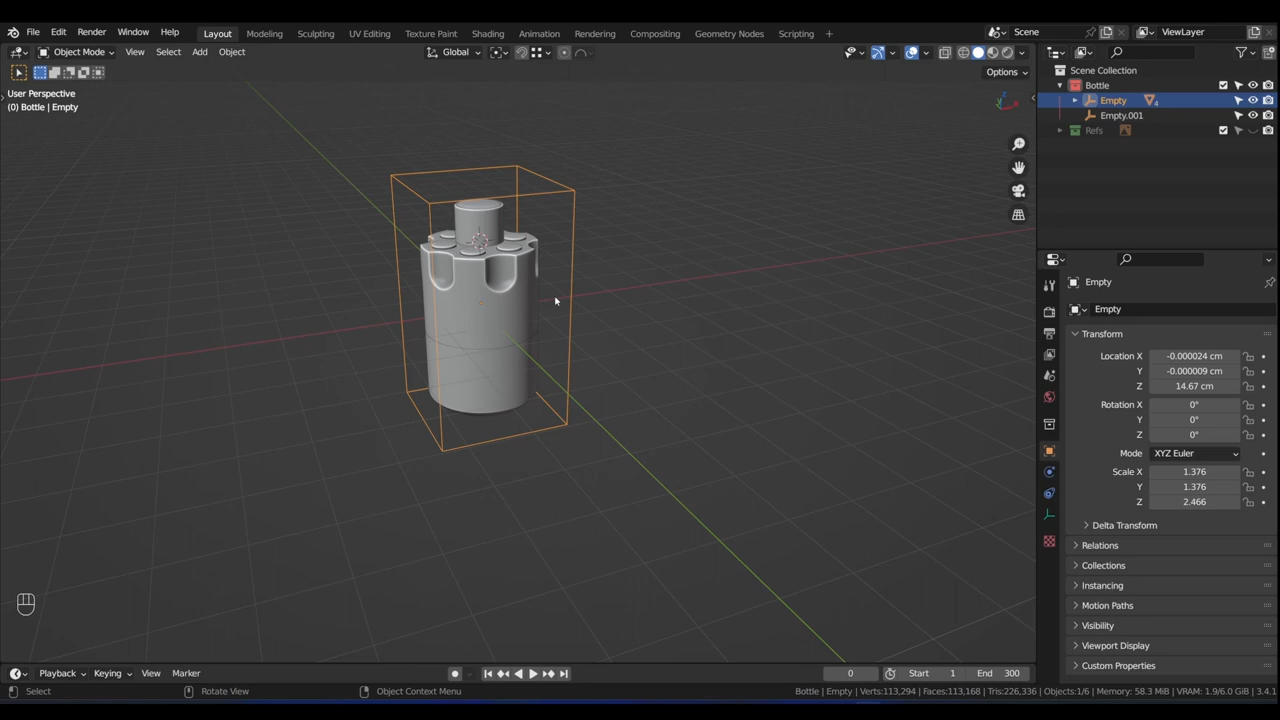 File Edit Render Window Help Layout Modeling Sculpting UV Editing Texture Paint Shading Animation Rendering Compositing Geometry Nodes Scripting + Scene ViewLayer
Object Mode View Select Add Object Global
Options
User Perspective
(0) Bottle | Empty
Scene Collection
Bottle
Empty 4
Empty.001
Refs
Z
Y
Empty
Empty
Transform
Location X -0.000024 cm
Y -0.000009 cm
Z 14.67 cm
Rotation X 0°
Y 0°
Z 0°
Mode XYZ Euler
Scale X 1.376
Y 1.376
Z 2.466
Delta Transform
Relations
Collections
Instancing
Motion Paths
Visibility
Viewport Display
Custom Properties
Playback Keying View Marker 0 Start 1 End 300
Select Rotate View Object Context Menu Bottle | Empty | Verts:113,294 | Faces:113,168 | Tris:226,336 | Objects:1/6 | Memory: 58.3 MiB | VRAM: 1.9/6.0 GiB | 3.4.1